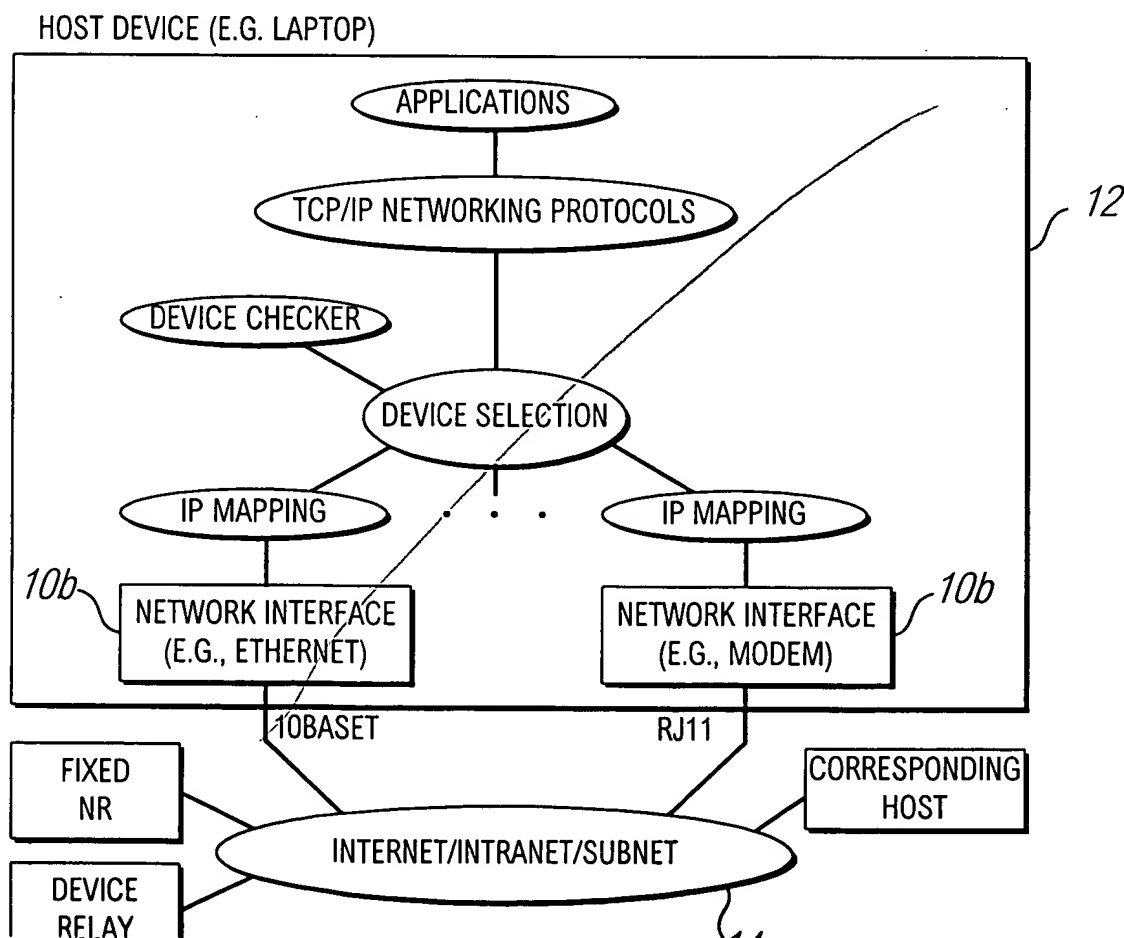 HOST DEVICE (E.G. LAPTOP)
APPLICATIONS
TCP/IP NETWORKING PROTOCOLS
12
DEVICE CHECKER
DEVICE SELECTION
IP MAPPING
. . .
IP MAPPING
10b
NETWORK INTERFACE
(E.G., ETHERNET)
NETWORK INTERFACE
(E.G., MODEM)
10b
10BASET
RJ11
FIXED
NR
CORRESPONDING
HOST
INTERNET/INTRANET/SUBNET
DEVICE
RELAY